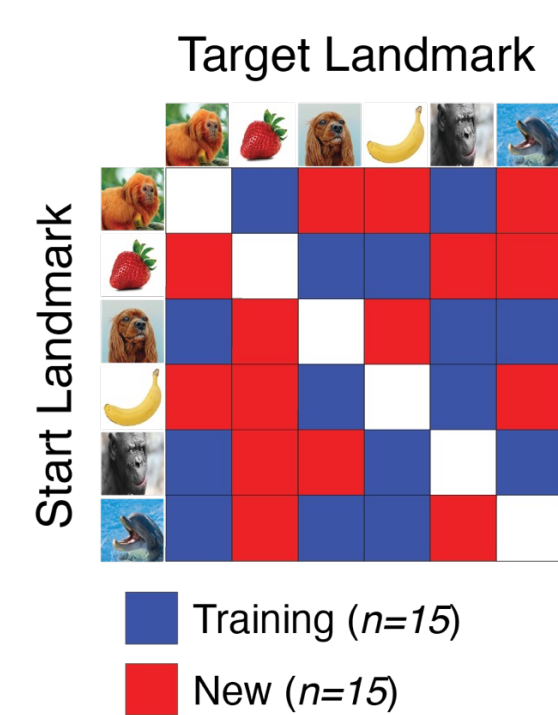 Target Landmark
Start Landmark
Training (n=15)
New (n=15)